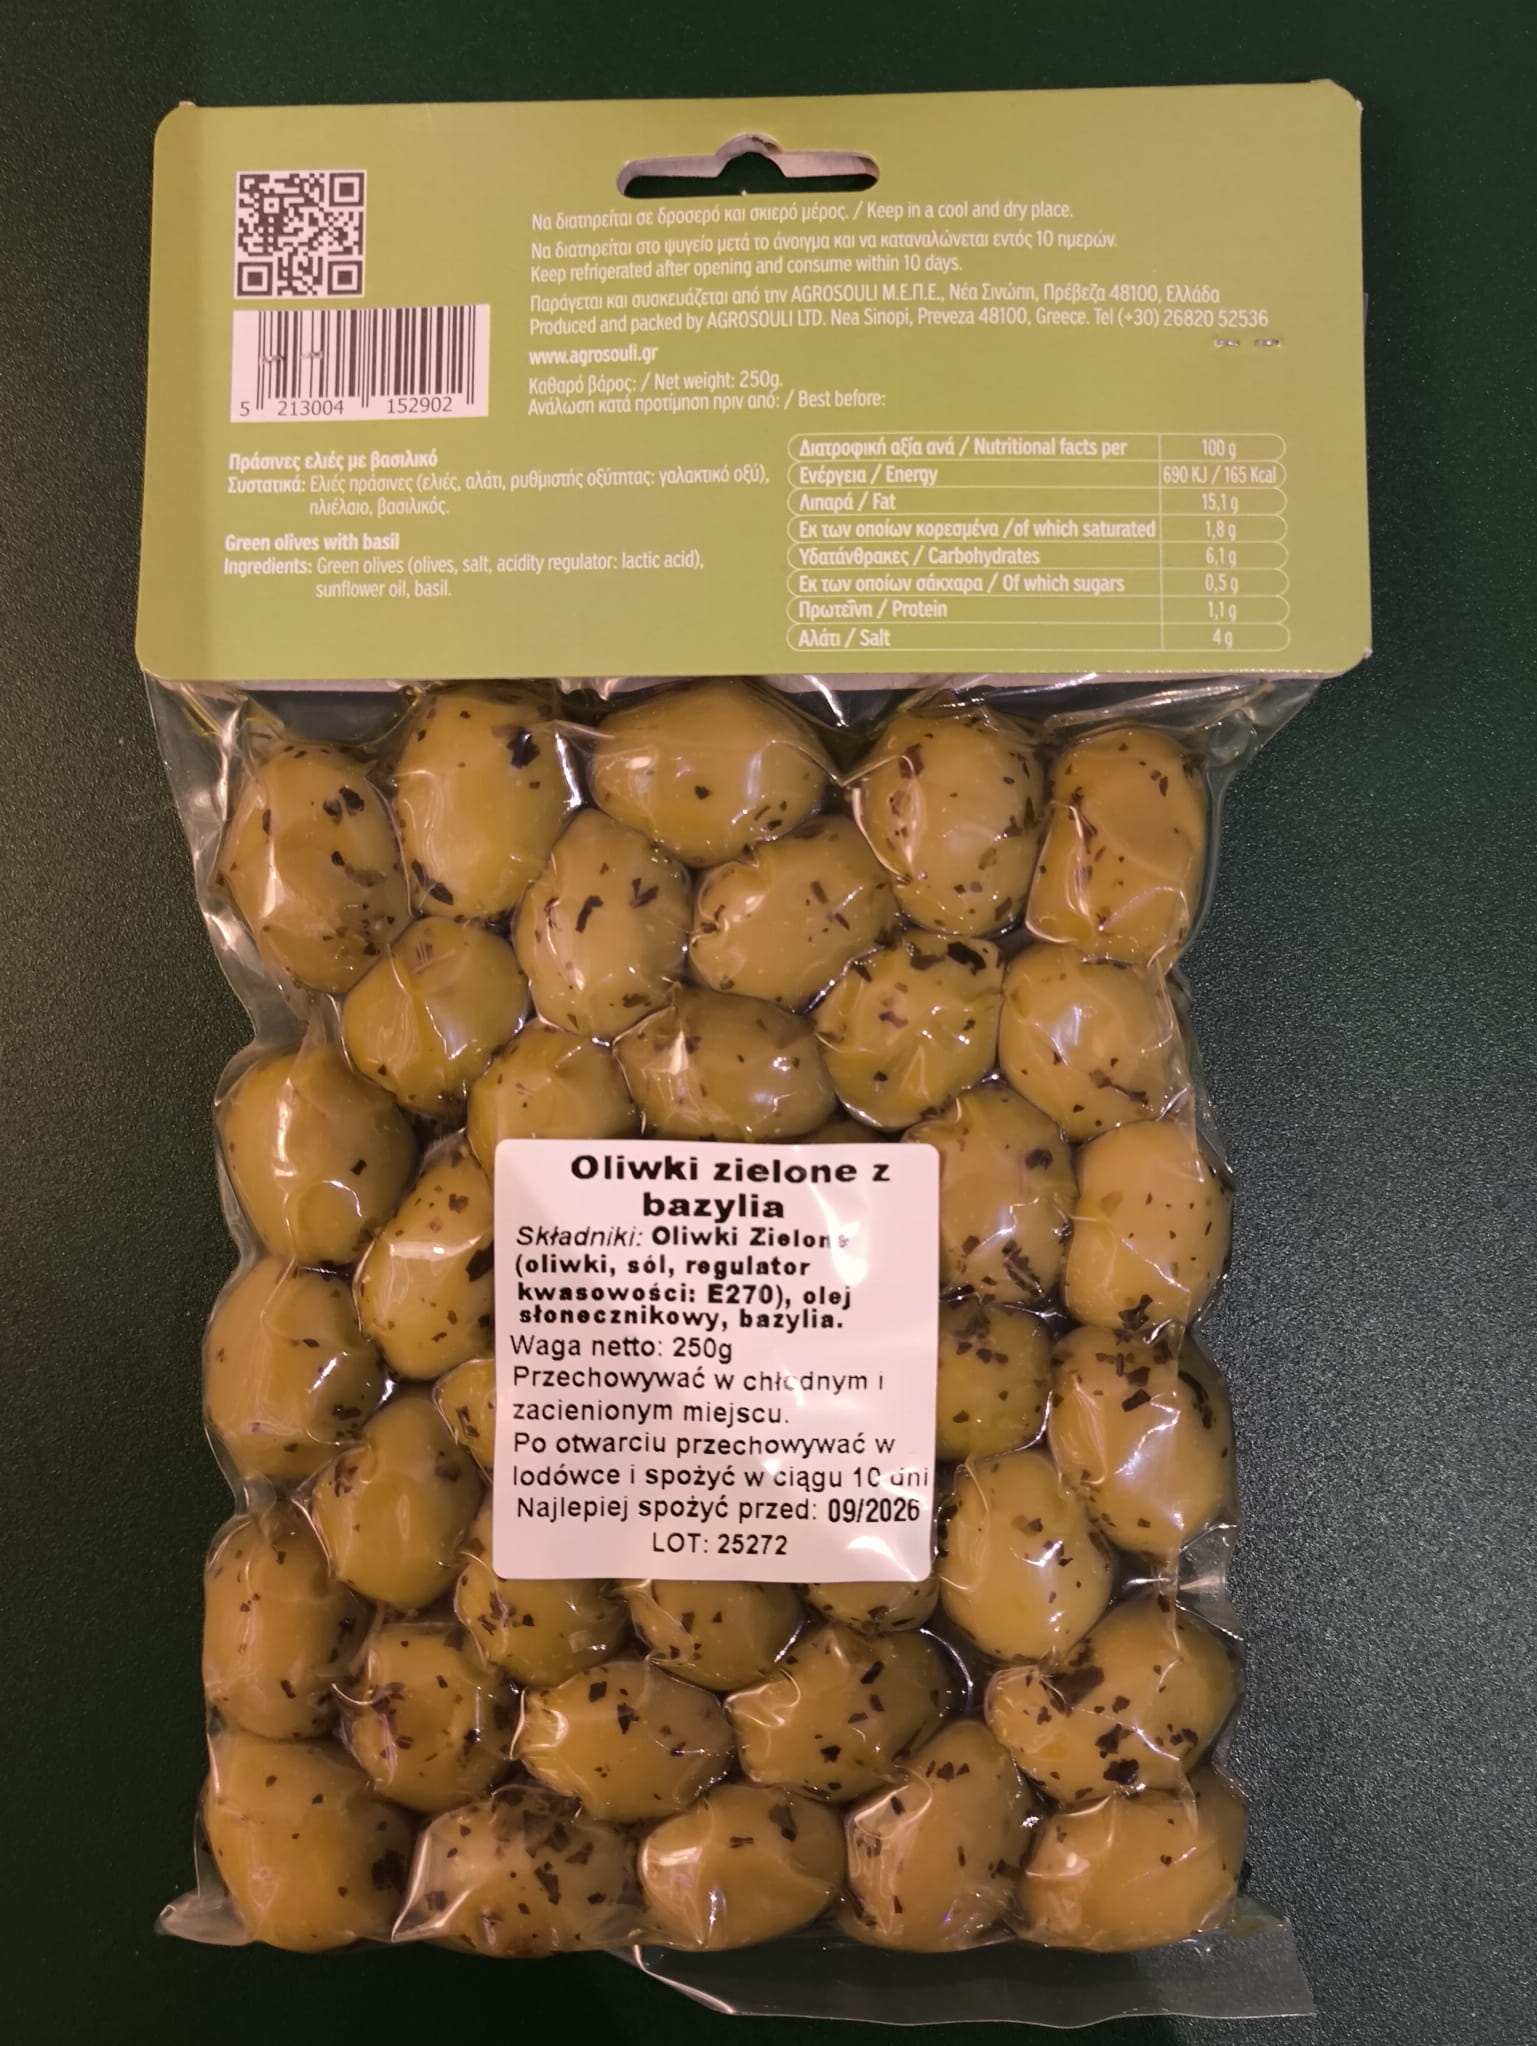 Να διατηρείται σε δροσερό και σκιερό μέρος. / Keep in a cool and dry place.
Να διατηρείται στο ψυγείο μετά το άνοιγμα και να καταναλώνεται εντός 10 ημερών.
Keep refrigerated after opening and consume within 10 days.
Παράγεται και συσκευάζεται από την AGROSOULI Μ.Ε.Π.Ε., Νέα Σινώπη, Πρέβεζα 48100, Ελλάδα
Produced and packed by AGROSOULI LTD. Nea Sinopi, Preveza 48100, Greece. Tel (+30) 26820 52536
www.agrosouli.gr
Καθαρό βάρος: / Net weight: 250g.
Ανάλωση κατά προτίμηση πριν από: / Best before:
5 213004 152902
Πράσινες ελιές με βασιλικό
Συστατικά: Ελιές πράσινες (ελιές, αλάτι, ρυθμιστής οξύτητας: γαλακτικό οξύ),
ηλιέλαιο, βασιλικός.
Green olives with basil
Ingredients: Green olives (olives, salt, acidity regulator: lactic acid),
sunflower oil, basil.
Διατροφική αξία ανά / Nutritional facts per 100 g
Ενέργεια / Energy 690 KJ / 165 Kcal
Λιπαρά / Fat 15,1 g
Εκ των οποίων κορεσμένα /of which saturated 1,8 g
Υδατάνθρακες / Carbohydrates 6,1 g
Εκ των οποίων σάκχαρα / Of which sugars 0,5 g
Πρωτεΐνη / Protein 1,1 g
Αλάτι / Salt 4 g
Oliwki zielone z
bazylia
Składniki: Oliwki Zielone
(oliwki, sól, regulator
kwasowości: E270), olej
słonecznikowy, bazylia.
Waga netto: 250g
Przechowywać w chłodnym i
zacienionym miejscu.
Po otwarciu przechowywać w
lodówce i spożyć w ciągu 10 dni
Najlepiej spożyć przed: 09/2026
LOT: 25272